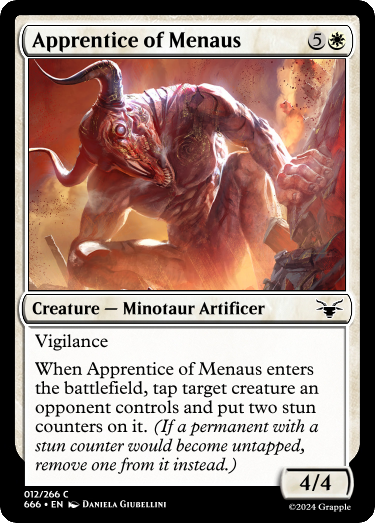 Apprentice of Menaus 5
Creature — Minotaur Artificer
Vigilance
When Apprentice of Menaus enters
the battlefield, tap target creature an
opponent controls and put two stun
counters on it. (If a permanent with a
stun counter would become untapped,
remove one from it instead.)
4/4
012/266 C
666 • EN Daniela Giubellini
©2024 Grapple